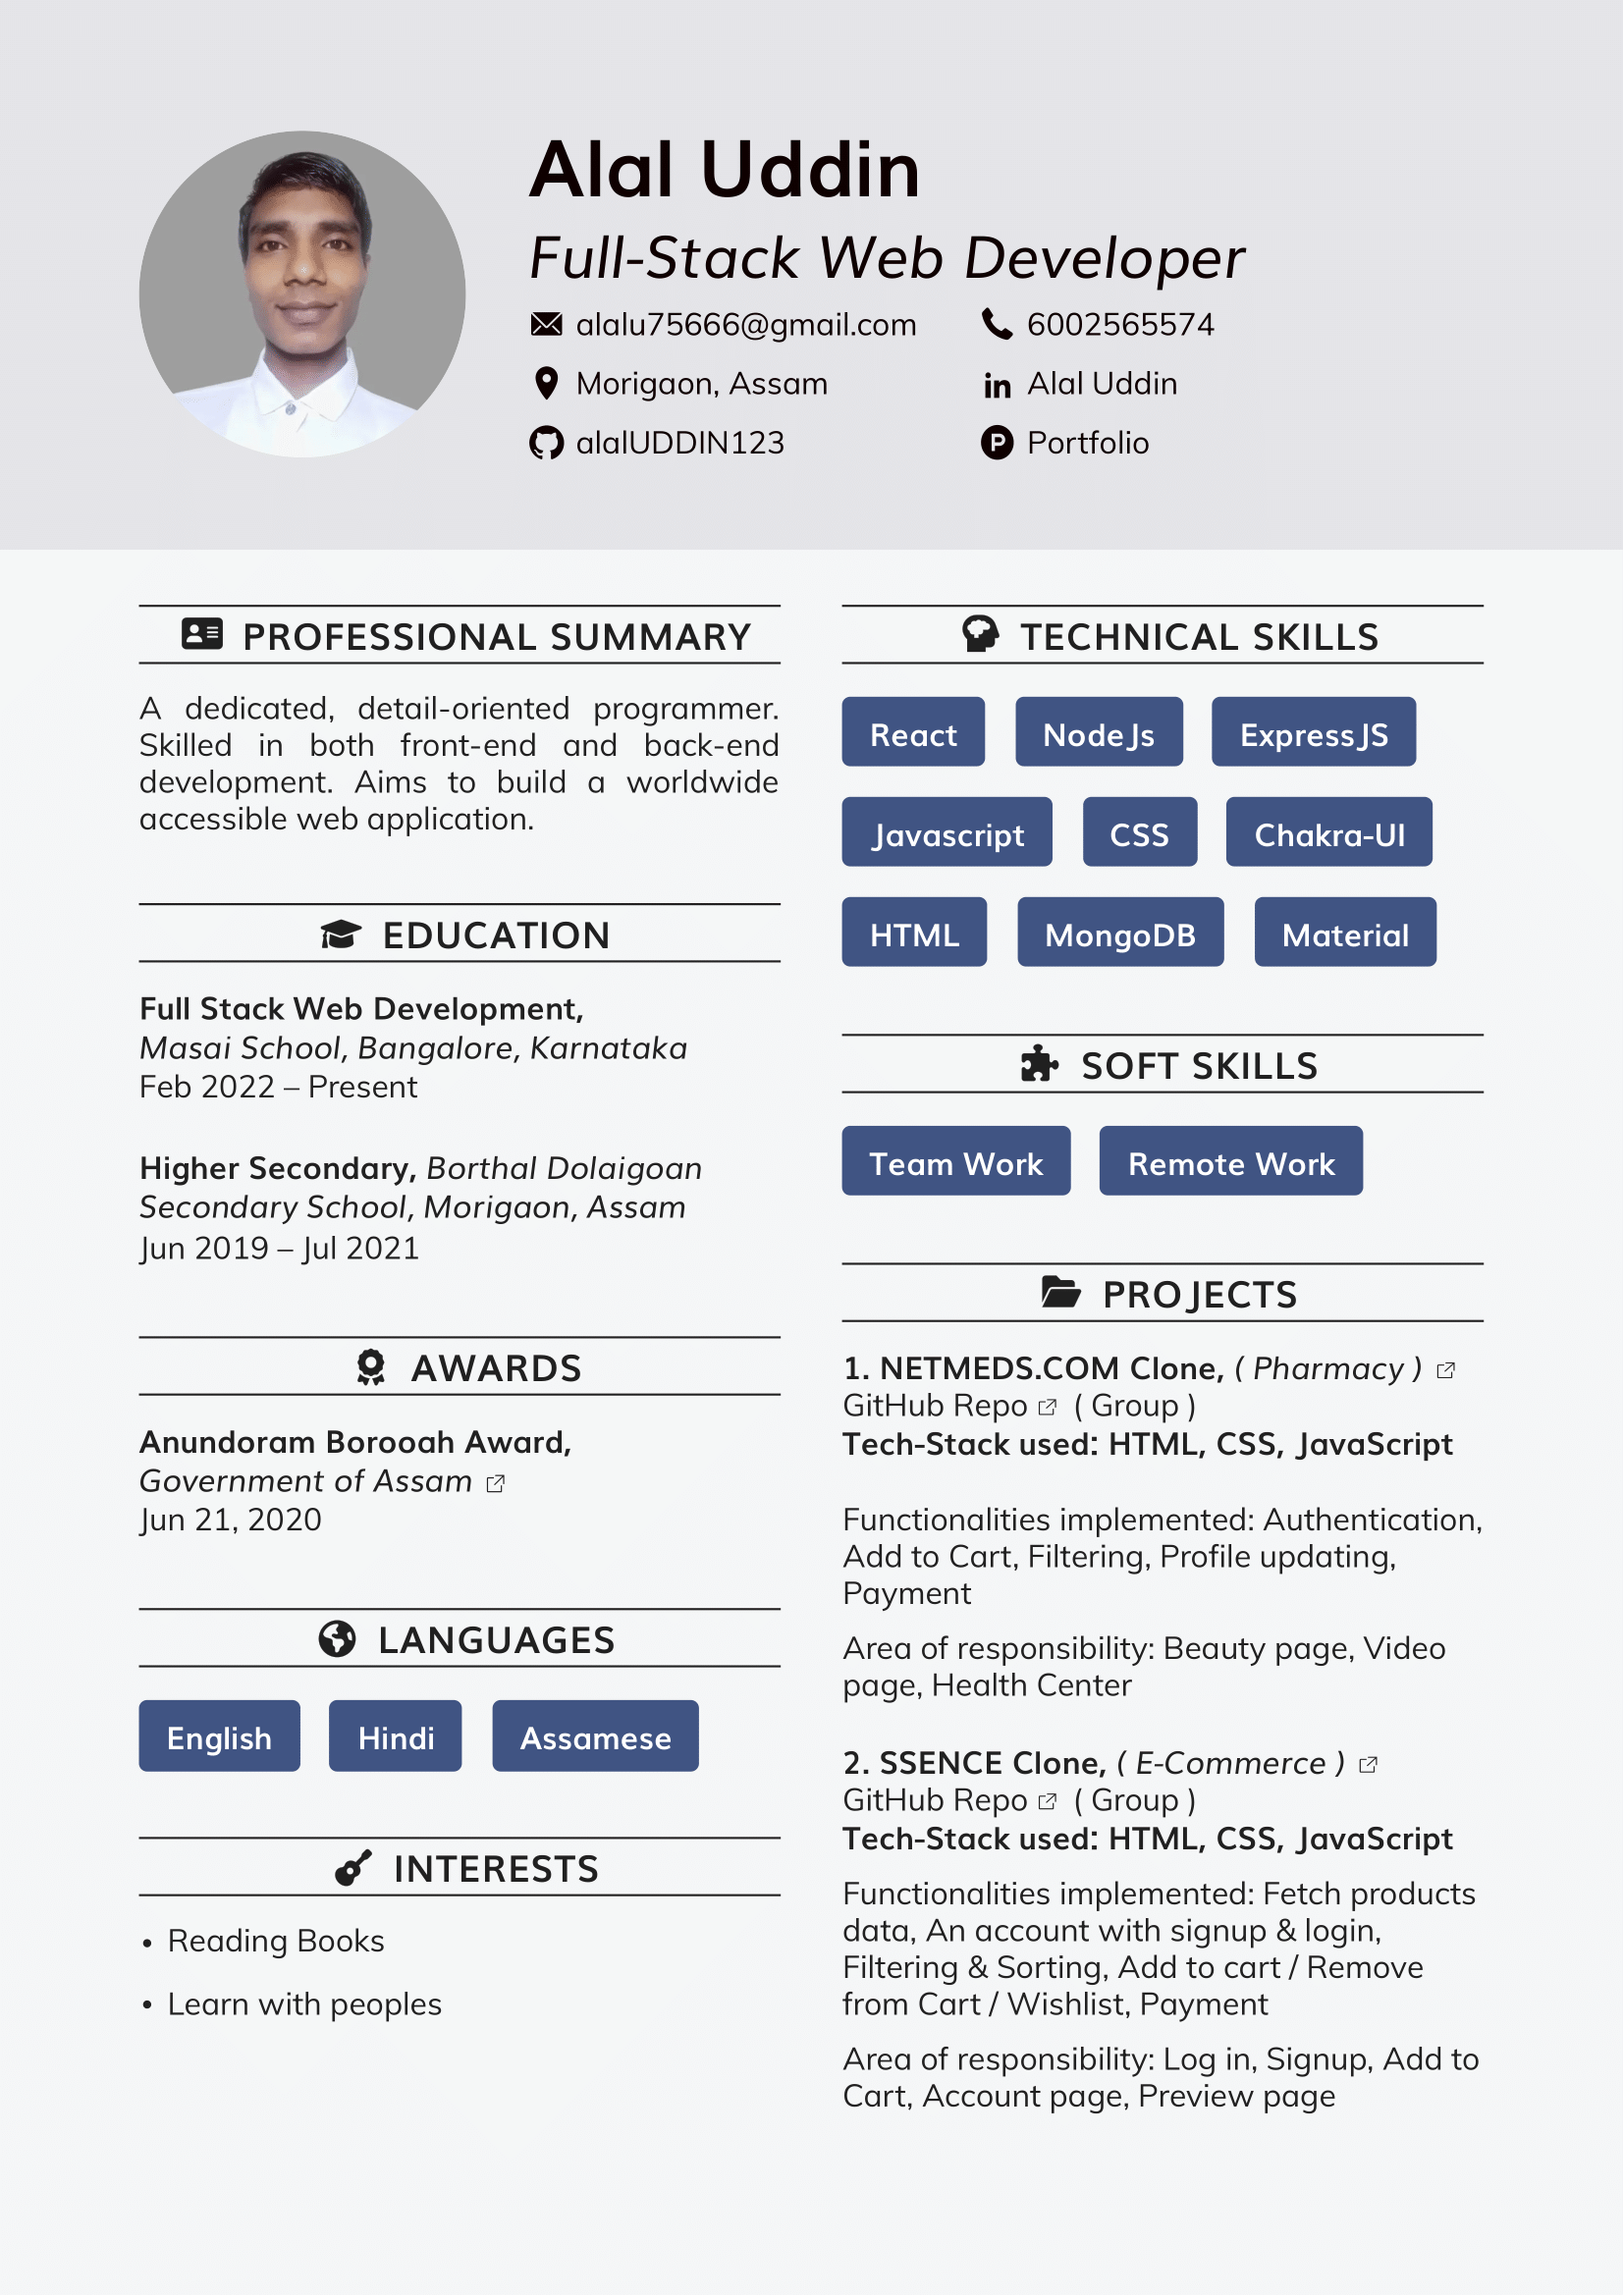 Alal Uddin
Full-Stack Web Developer
alalu75666@gmail.com
6002565574
Morigaon, Assam
Alal Uddin
alalUDDIN123
Portfolio
PROFESSIONAL SUMMARY
A dedicated, detail-oriented programmer.
Skilled in both front-end and back-end
development. Aims to build a worldwide
accessible web application.
EDUCATION
Full Stack Web Development,
Masai School, Bangalore, Karnataka
Feb 2022 – Present
Higher Secondary, Borthal Dolaigoan
Secondary School, Morigaon, Assam
Jun 2019 – Jul 2021
AWARDS
Anundoram Borooah Award,
Government of Assam
Jun 21, 2020
LANGUAGES
English
Hindi
Assamese
INTERESTS
• Reading Books
• Learn with peoples
TECHNICAL SKILLS
React
NodeJs
ExpressJS
Javascript
CSS
Chakra-UI
HTML
MongoDB
Material
SOFT SKILLS
Team Work
Remote Work
PROJECTS
1. NETMEDS.COM Clone, ( Pharmacy )
GitHub Repo ( Group )
Tech-Stack used: HTML, CSS, JavaScript
Functionalities implemented: Authentication,
Add to Cart, Filtering, Profile updating,
Payment
Area of responsibility: Beauty page, Video
page, Health Center
2. SSENCE Clone, ( E-Commerce )
GitHub Repo ( Group )
Tech-Stack used: HTML, CSS, JavaScript
Functionalities implemented: Fetch products
data, An account with signup & login,
Filtering & Sorting, Add to cart / Remove
from Cart / Wishlist, Payment
Area of responsibility: Log in, Signup, Add to
Cart, Account page, Preview page